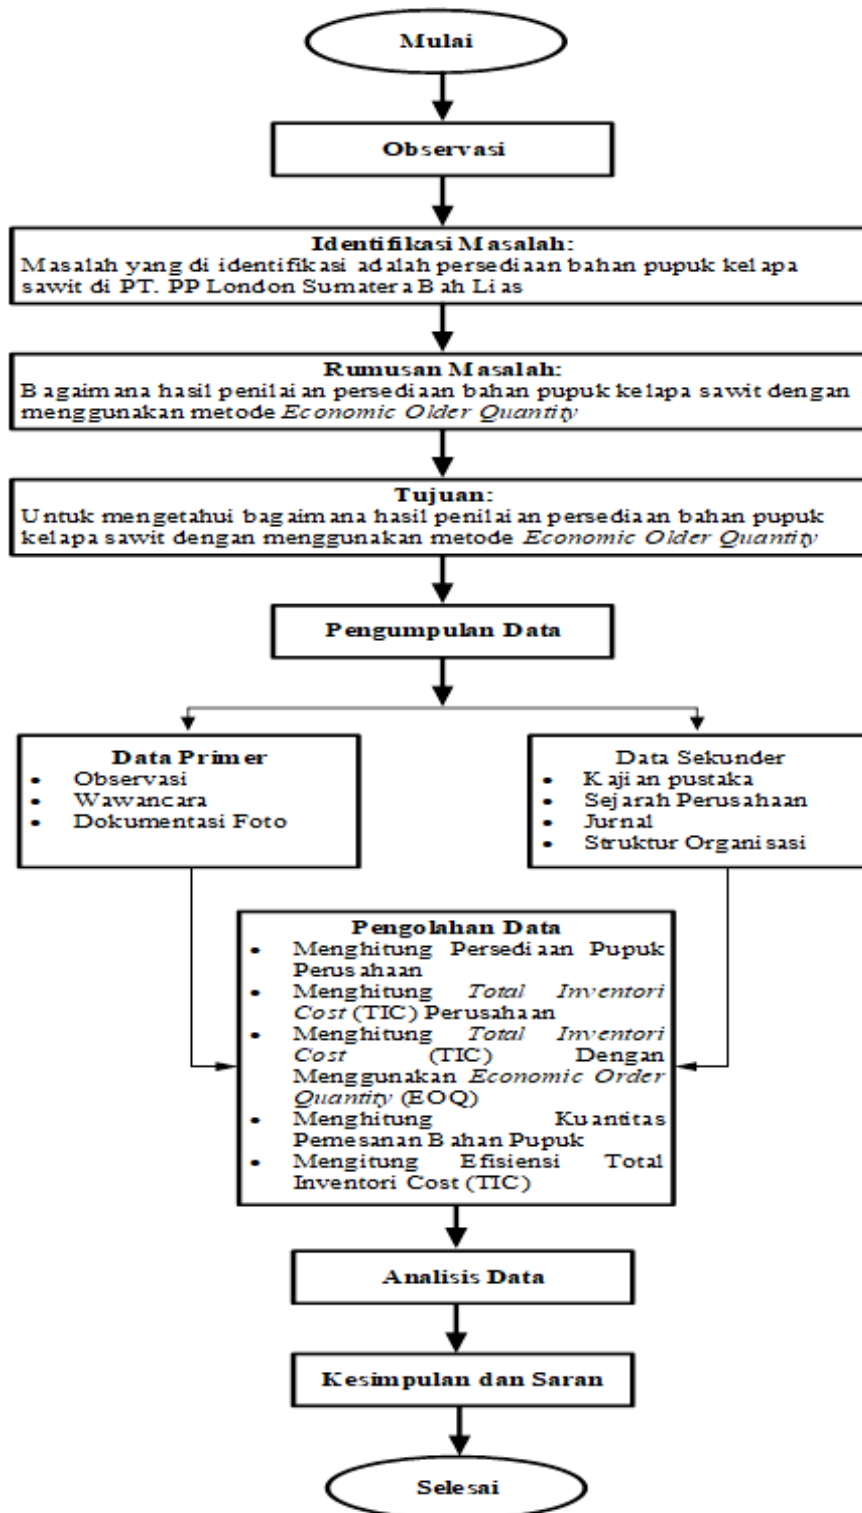 Mulai
Observasi
Identifikasi Masalah:
Masalah yang di identifikasi adalah persediaan bahan pupuk kelapa
sawit di PT. PP London Sumatera Bah Lias
Rumusan Masalah:
Bagaimana hasil penilaian persediaan bahan pupuk kelapa sawit dengan
menggunakan metode Economic Older Quantity
Tujuan:
Untuk mengetahui bagaimana hasil penilaian persediaan bahan pupuk
kelapa sawit dengan menggunakan metode Economic Older Quantity
Pengumpulan Data
Data Primer
• Observasi
• Wawancara
• Dokumentasi Foto
Data Sekunder
• Kajian pustaka
• Sejarah Perusahaan
• Jurnal
• Struktur Organisasi
Pengolahan Data
• Menghitung Persediaan Pupuk
Perusahaan
• Menghitung Total Inventori
Cost (TIC) Perusahaan
• Menghitung Total Inventori
Cost (TIC) Dengan
Menggunakan Economic Order
Quantity (EOQ)
• Menghitung Kuantitas
Pemesanan Bahan Pupuk
• Mengitung Efisiensi Total
Inventori Cost (TIC)
Analisis Data
Kesimpulan dan Saran
Selesai